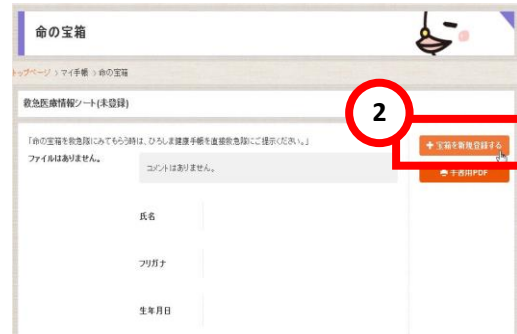 命の宝箱
トップページ > マイ手帳 > 命の宝箱
救急医療情報シート(未登録)
2
「命の宝箱を救急隊にみてもらう時は、ひろしま健康手帳を直接救急隊にご提示ください。」
+ 宝箱を新規登録する
ファイルはありません。
コメントはありません。
手書用PDF
氏名
フリガナ
生年月日